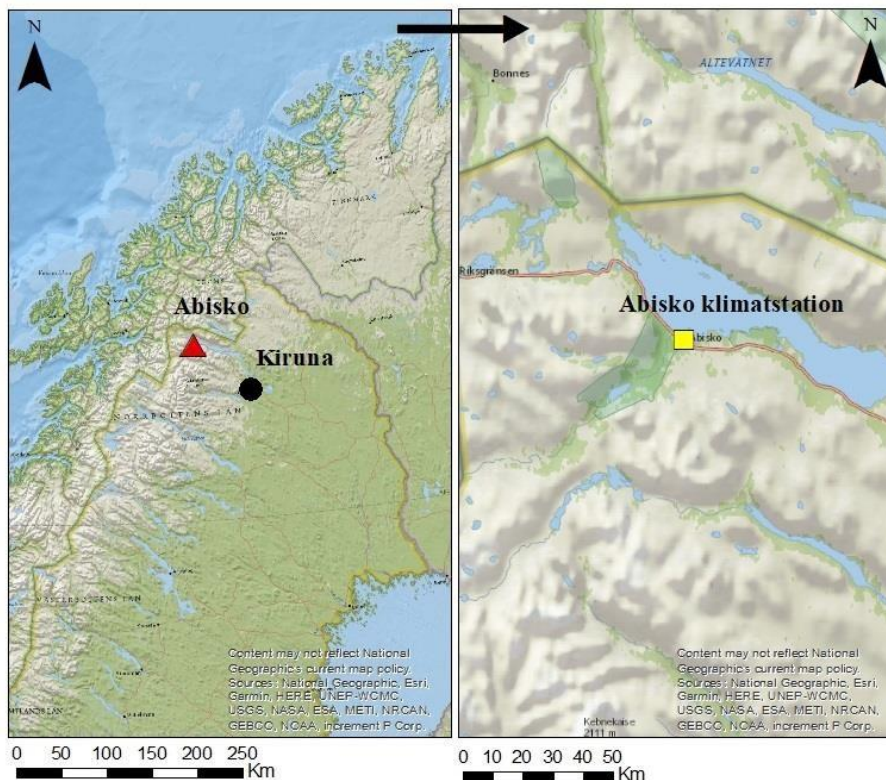 N
Abisko
Kiruna
NORRBOTTENS LÄN
VÄSTERBOTTENS LÄN
Content may not reflect National
Geographic's current map policy.
Sources: National Geographic, Esri,
Garmin, HERE, UNEP-WCMC,
USGS, NASA, ESA, METI, NRCAN,
GEBCO, NOAA, increment P Corp.
0 50 100 150 200 250
Km
N
ALTEVATNET
Bonnes
Riksgränsen
Abisko klimatstation
Abisko
Kebnekaise
2111 m
Content may not reflect National
Geographic's current map policy.
Sources: National Geographic, Esri,
Garmin, HERE, UNEP-WCMC,
USGS, NASA, ESA, METI, NRCAN,
GEBCO, NOAA, increment P Corp.
0 10 20 30 40 50
Km